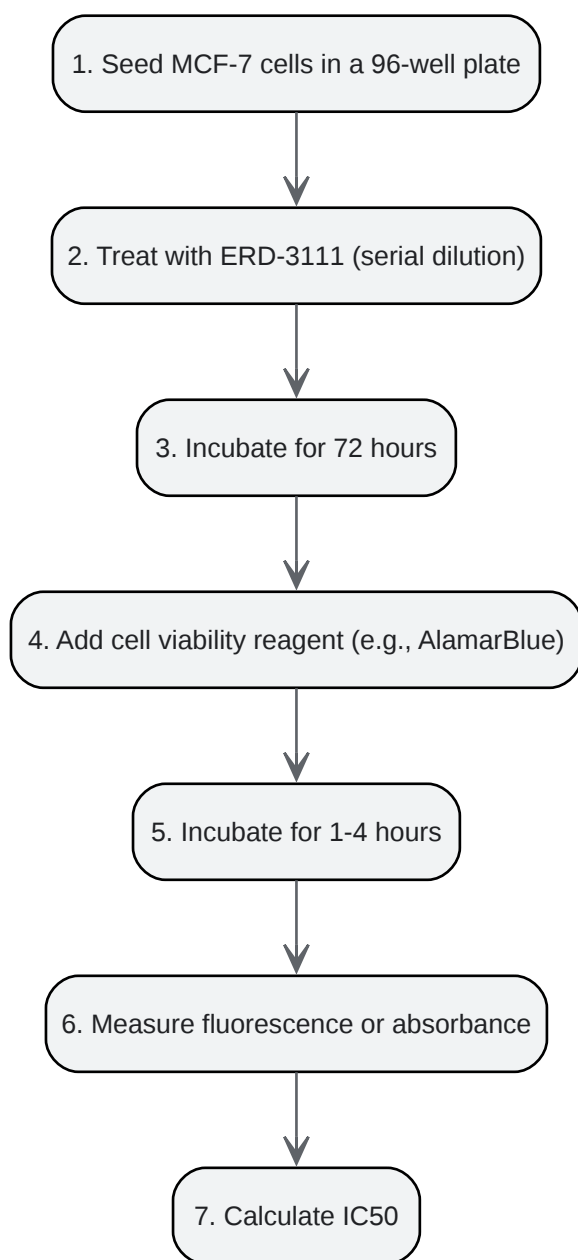 1. Seed MCF-7 cells in a 96-well plate
2. Treat with ERD-3111 (serial dilution)
3. Incubate for 72 hours
4. Add cell viability reagent (e.g., AlamarBlue)
5. Incubate for 1-4 hours
6. Measure fluorescence or absorbance
7. Calculate IC50